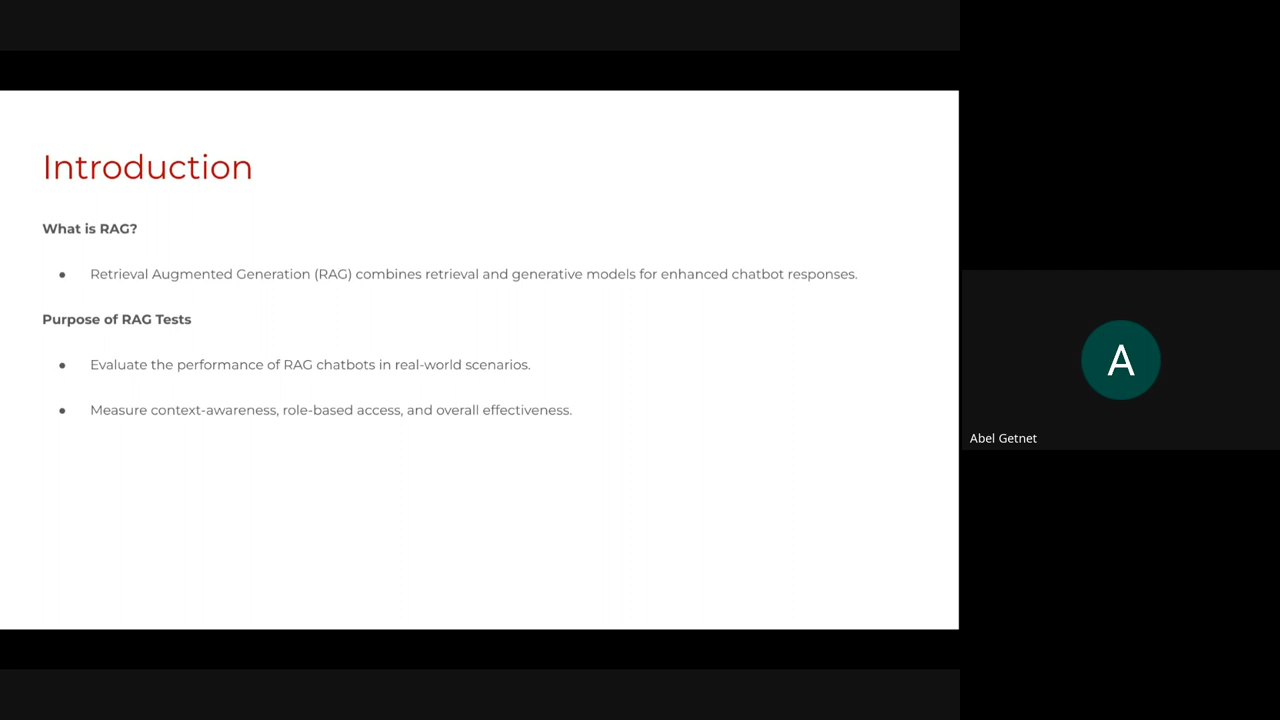 Introduction
What is RAG?
● Retrieval Augmented Generation (RAG) combines retrieval and generative models for enhanced chatbot responses.
Purpose of RAG Tests
● Evaluate the performance of RAG chatbots in real-world scenarios.
● Measure context-awareness, role-based access, and overall effectiveness.
A
Abel Getnet